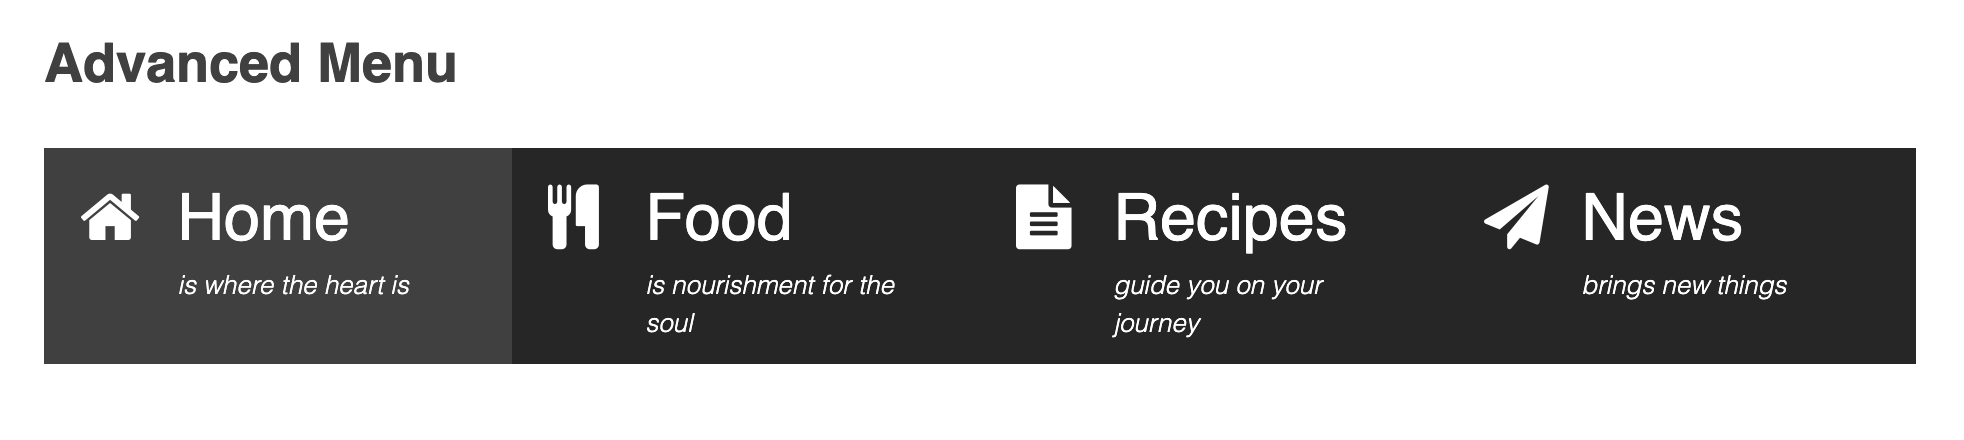 Advanced Menu
Home
is where the heart is
Food
is nourishment for the
soul
Recipes
guide you on your
journey
News
brings new things